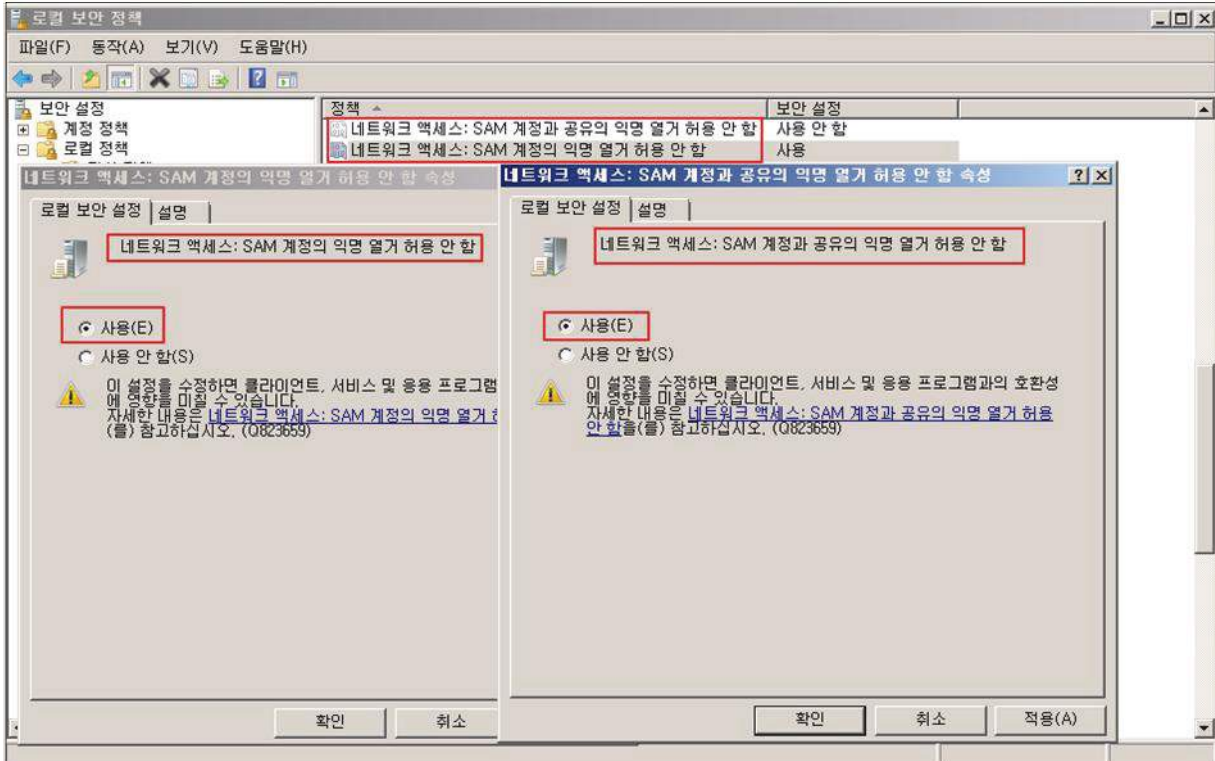 로컬 보안 정책
파일(F) 동작(A) 보기(V) 도움말(H)
보안 설정
계정 정책
로컬 정책
정책 보안 설정
네트워크 액세스: SAM 계정과 공유의 익명 열거 허용 안 함 사용 안 함
네트워크 액세스: SAM 계정의 익명 열거 허용 안 함 사용
네트워크 액세스: SAM 계정의 익명 열거 허용 안 함 속성
로컬 보안 설정 설명
네트워크 액세스: SAM 계정의 익명 열거 허용 안 함
사용(E)
사용 안 함(S)
이 설정을 수정하면 클라이언트, 서비스 및 응용 프로그램
에 영향을 미칠 수 있습니다.
자세한 내용은 네트워크 액세스: SAM 계정의 익명 열거
(를) 참고하십시오. (Q823659)
확인 취소
네트워크 액세스: SAM 계정과 공유의 익명 열거 허용 안 함 속성
로컬 보안 설정 설명
네트워크 액세스: SAM 계정과 공유의 익명 열거 허용 안 함
사용(E)
사용 안 함(S)
이 설정을 수정하면 클라이언트, 서비스 및 응용 프로그램과의 호환성
에 영향을 미칠 수 있습니다.
자세한 내용은 네트워크 액세스: SAM 계정과 공유의 익명 열거 허용
안 함을(를) 참고하십시오. (Q823659)
확인 취소 적용(A)